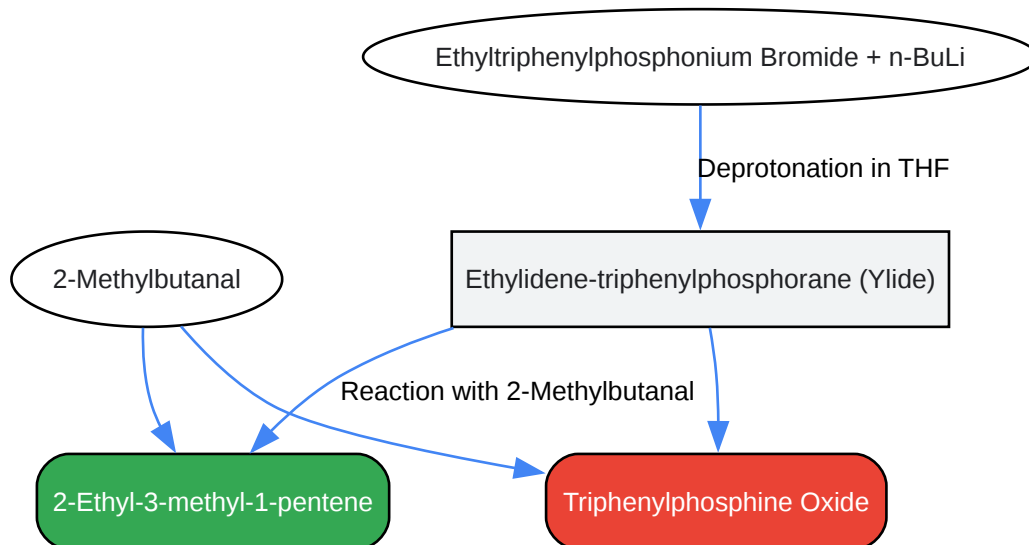 Ethyltriphenylphosphonium Bromide + n-BuLi
Deprotonation in THF
2-Methylbutanal
Ethylidene-triphenylphosphorane (Ylide)
Reaction with 2-Methylbutanal
2-Ethyl-3-methyl-1-pentene
Triphenylphosphine Oxide